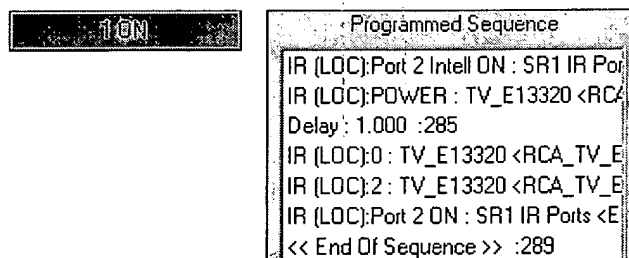 1 ON
Programmed Sequence
IR (LOC):Port 2 Intell ON : SR1 IR Por
IR (LOC):POWER : TV_E13320 <RCA
Delay : 1.000 :285
IR (LOC):0 : TV_E13320 <RCA_TV_E
IR (LOC):2 : TV_E13320 <RCA_TV_E
IR (LOC):Port 2 ON : SR1 IR Ports <E
<< End Of Sequence >> :289